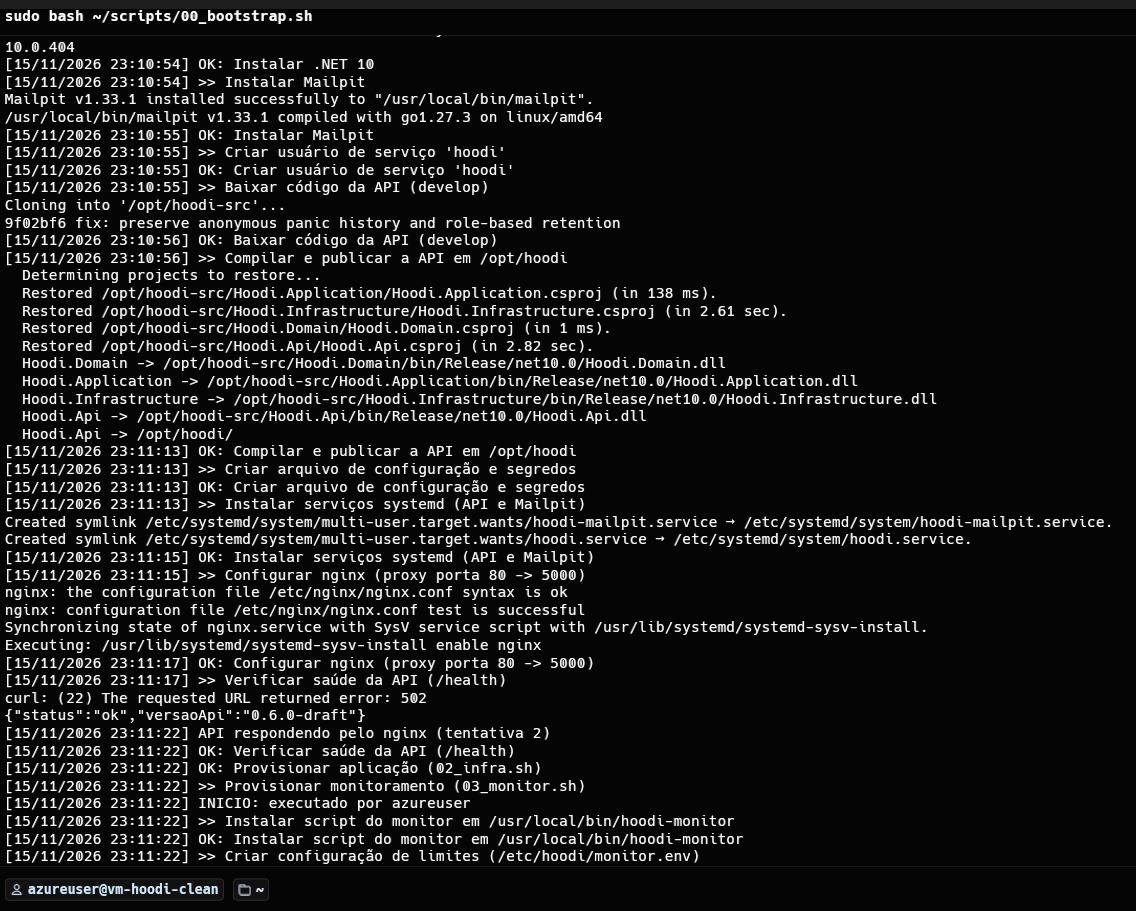 sudo bash ~/scripts/00_bootstrap.sh
10.0.404
[15/11/2026 23:10:54] OK: Instalar .NET 10
[15/11/2026 23:10:54] >> Instalar Mailpit
Mailpit v1.33.1 installed successfully to "/usr/local/bin/mailpit".
/usr/local/bin/mailpit v1.33.1 compiled with go1.27.3 on linux/amd64
[15/11/2026 23:10:55] OK: Instalar Mailpit
[15/11/2026 23:10:55] >> Criar usuário de serviço 'hoodi'
[15/11/2026 23:10:55] OK: Criar usuário de serviço 'hoodi'
[15/11/2026 23:10:55] >> Baixar código da API (develop)
Cloning into '/opt/hoodi-src'...
9f02bf6 fix: preserve anonymous panic history and role-based retention
[15/11/2026 23:10:56] OK: Baixar código da API (develop)
[15/11/2026 23:10:56] >> Compilar e publicar a API em /opt/hoodi
  Determining projects to restore...
  Restored /opt/hoodi-src/Hoodi.Application/Hoodi.Application.csproj (in 138 ms).
  Restored /opt/hoodi-src/Hoodi.Infrastructure/Hoodi.Infrastructure.csproj (in 2.61 sec).
  Restored /opt/hoodi-src/Hoodi.Domain/Hoodi.Domain.csproj (in 1 ms).
  Restored /opt/hoodi-src/Hoodi.Api/Hoodi.Api.csproj (in 2.82 sec).
  Hoodi.Domain -> /opt/hoodi-src/Hoodi.Domain/bin/Release/net10.0/Hoodi.Domain.dll
  Hoodi.Application -> /opt/hoodi-src/Hoodi.Application/bin/Release/net10.0/Hoodi.Application.dll
  Hoodi.Infrastructure -> /opt/hoodi-src/Hoodi.Infrastructure/bin/Release/net10.0/Hoodi.Infrastructure.dll
  Hoodi.Api -> /opt/hoodi-src/Hoodi.Api/bin/Release/net10.0/Hoodi.Api.dll
  Hoodi.Api -> /opt/hoodi/
[15/11/2026 23:11:13] OK: Compilar e publicar a API em /opt/hoodi
[15/11/2026 23:11:13] >> Criar arquivo de configuração e segredos
[15/11/2026 23:11:13] OK: Criar arquivo de configuração e segredos
[15/11/2026 23:11:13] >> Instalar serviços systemd (API e Mailpit)
Created symlink /etc/systemd/system/multi-user.target.wants/hoodi-mailpit.service → /etc/systemd/system/hoodi-mailpit.service.
Created symlink /etc/systemd/system/multi-user.target.wants/hoodi.service → /etc/systemd/system/hoodi.service.
[15/11/2026 23:11:15] OK: Instalar serviços systemd (API e Mailpit)
[15/11/2026 23:11:15] >> Configurar nginx (proxy porta 80 -> 5000)
nginx: the configuration file /etc/nginx/nginx.conf syntax is ok
nginx: configuration file /etc/nginx/nginx.conf test is successful
Synchronizing state of nginx.service with SysV service script with /usr/lib/systemd/systemd-sysv-install.
Executing: /usr/lib/systemd/systemd-sysv-install enable nginx
[15/11/2026 23:11:17] OK: Configurar nginx (proxy porta 80 -> 5000)
[15/11/2026 23:11:17] >> Verificar saúde da API (/health)
curl: (22) The requested URL returned error: 502
{"status":"ok","versaoApi":"0.6.0-draft"}
[15/11/2026 23:11:22] API respondendo pelo nginx (tentativa 2)
[15/11/2026 23:11:22] OK: Verificar saúde da API (/health)
[15/11/2026 23:11:22] OK: Provisionar aplicação (02_infra.sh)
[15/11/2026 23:11:22] >> Provisionar monitoramento (03_monitor.sh)
[15/11/2026 23:11:22] INICIO: executado por azureuser
[15/11/2026 23:11:22] >> Instalar script do monitor em /usr/local/bin/hoodi-monitor
[15/11/2026 23:11:22] OK: Instalar script do monitor em /usr/local/bin/hoodi-monitor
[15/11/2026 23:11:22] >> Criar configuração de limites (/etc/hoodi/monitor.env)
azureuser@vm-hoodi-clean ~